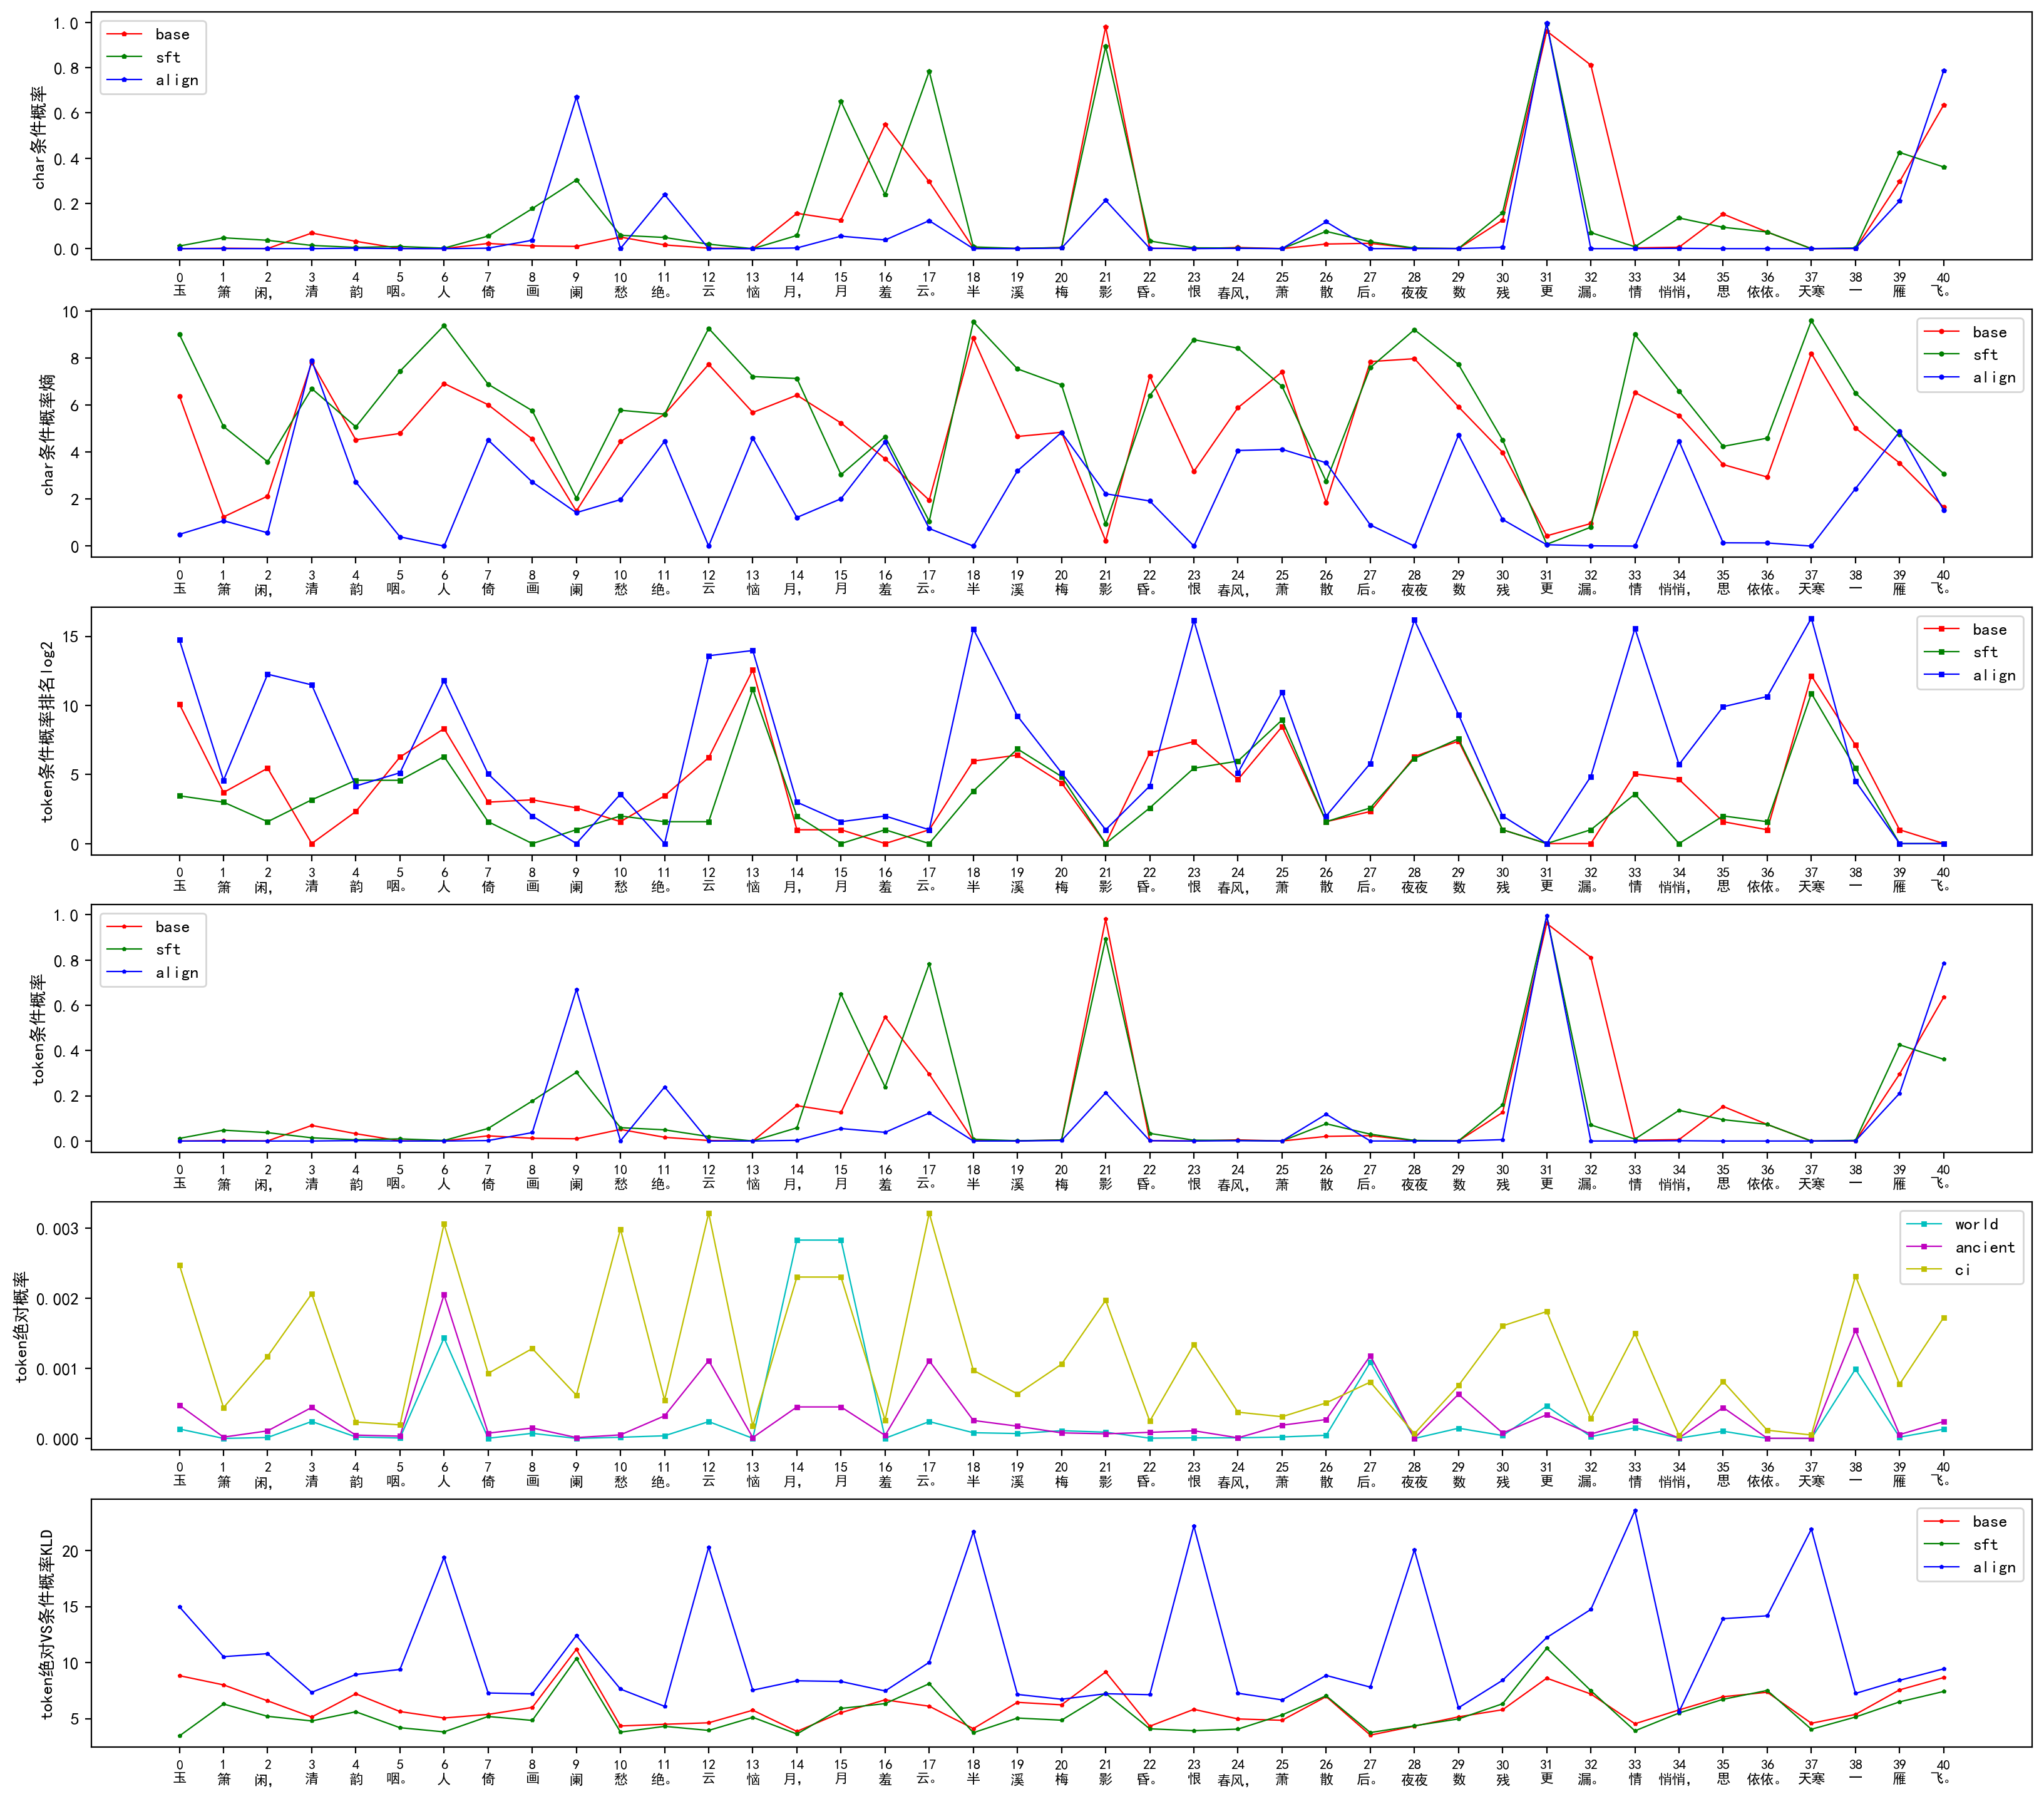 char条件概率
1.0
0.8
0.6
0.4
0.2
0.0
base
sft
align
0 1 2 3 4 5 6 7 8 9 10 11 12 13 14 15 16 17 18 19 20 21 22 23 24 25 26 27 28 29 30 31 32 33 34 35 36 37 38 39 40
玉 箫 闲, 清 韵 咽。 人 倚 画 阑 愁 绝。 云 恼 月, 月 羞 云。 半 溪 梅 影 昏。 恨 春风, 萧 散 后。 夜夜 数 残 更 漏。 情 悄悄, 思 依依。 天寒 一 雁 飞。
char条件概率熵
10
8
6
4
2
0
base
sft
align
0 1 2 3 4 5 6 7 8 9 10 11 12 13 14 15 16 17 18 19 20 21 22 23 24 25 26 27 28 29 30 31 32 33 34 35 36 37 38 39 40
玉 箫 闲, 清 韵 咽。 人 倚 画 阑 愁 绝。 云 恼 月, 月 羞 云。 半 溪 梅 影 昏。 恨 春风, 萧 散 后。 夜夜 数 残 更 漏。 情 悄悄, 思 依依。 天寒 一 雁 飞。
token条件概率排名log2
15
10
5
0
base
sft
align
0 1 2 3 4 5 6 7 8 9 10 11 12 13 14 15 16 17 18 19 20 21 22 23 24 25 26 27 28 29 30 31 32 33 34 35 36 37 38 39 40
玉 箫 闲, 清 韵 咽。 人 倚 画 阑 愁 绝。 云 恼 月, 月 羞 云。 半 溪 梅 影 昏。 恨 春风, 萧 散 后。 夜夜 数 残 更 漏。 情 悄悄, 思 依依。 天寒 一 雁 飞。
token条件概率
1.0
0.8
0.6
0.4
0.2
0.0
base
sft
align
0 1 2 3 4 5 6 7 8 9 10 11 12 13 14 15 16 17 18 19 20 21 22 23 24 25 26 27 28 29 30 31 32 33 34 35 36 37 38 39 40
玉 箫 闲, 清 韵 咽。 人 倚 画 阑 愁 绝。 云 恼 月, 月 羞 云。 半 溪 梅 影 昏。 恨 春风, 萧 散 后。 夜夜 数 残 更 漏。 情 悄悄, 思 依依。 天寒 一 雁 飞。
token绝对概率
0.003
0.002
0.001
0.000
world
ancient
ci
0 1 2 3 4 5 6 7 8 9 10 11 12 13 14 15 16 17 18 19 20 21 22 23 24 25 26 27 28 29 30 31 32 33 34 35 36 37 38 39 40
玉 箫 闲, 清 韵 咽。 人 倚 画 阑 愁 绝。 云 恼 月, 月 羞 云。 半 溪 梅 影 昏。 恨 春风, 萧 散 后。 夜夜 数 残 更 漏。 情 悄悄, 思 依依。 天寒 一 雁 飞。
token绝对VS条件概率KLD
20
15
10
5
base
sft
align
0 1 2 3 4 5 6 7 8 9 10 11 12 13 14 15 16 17 18 19 20 21 22 23 24 25 26 27 28 29 30 31 32 33 34 35 36 37 38 39 40
玉 箫 闲, 清 韵 咽。 人 倚 画 阑 愁 绝。 云 恼 月, 月 羞 云。 半 溪 梅 影 昏。 恨 春风, 萧 散 后。 夜夜 数 残 更 漏。 情 悄悄, 思 依依。 天寒 一 雁 飞。